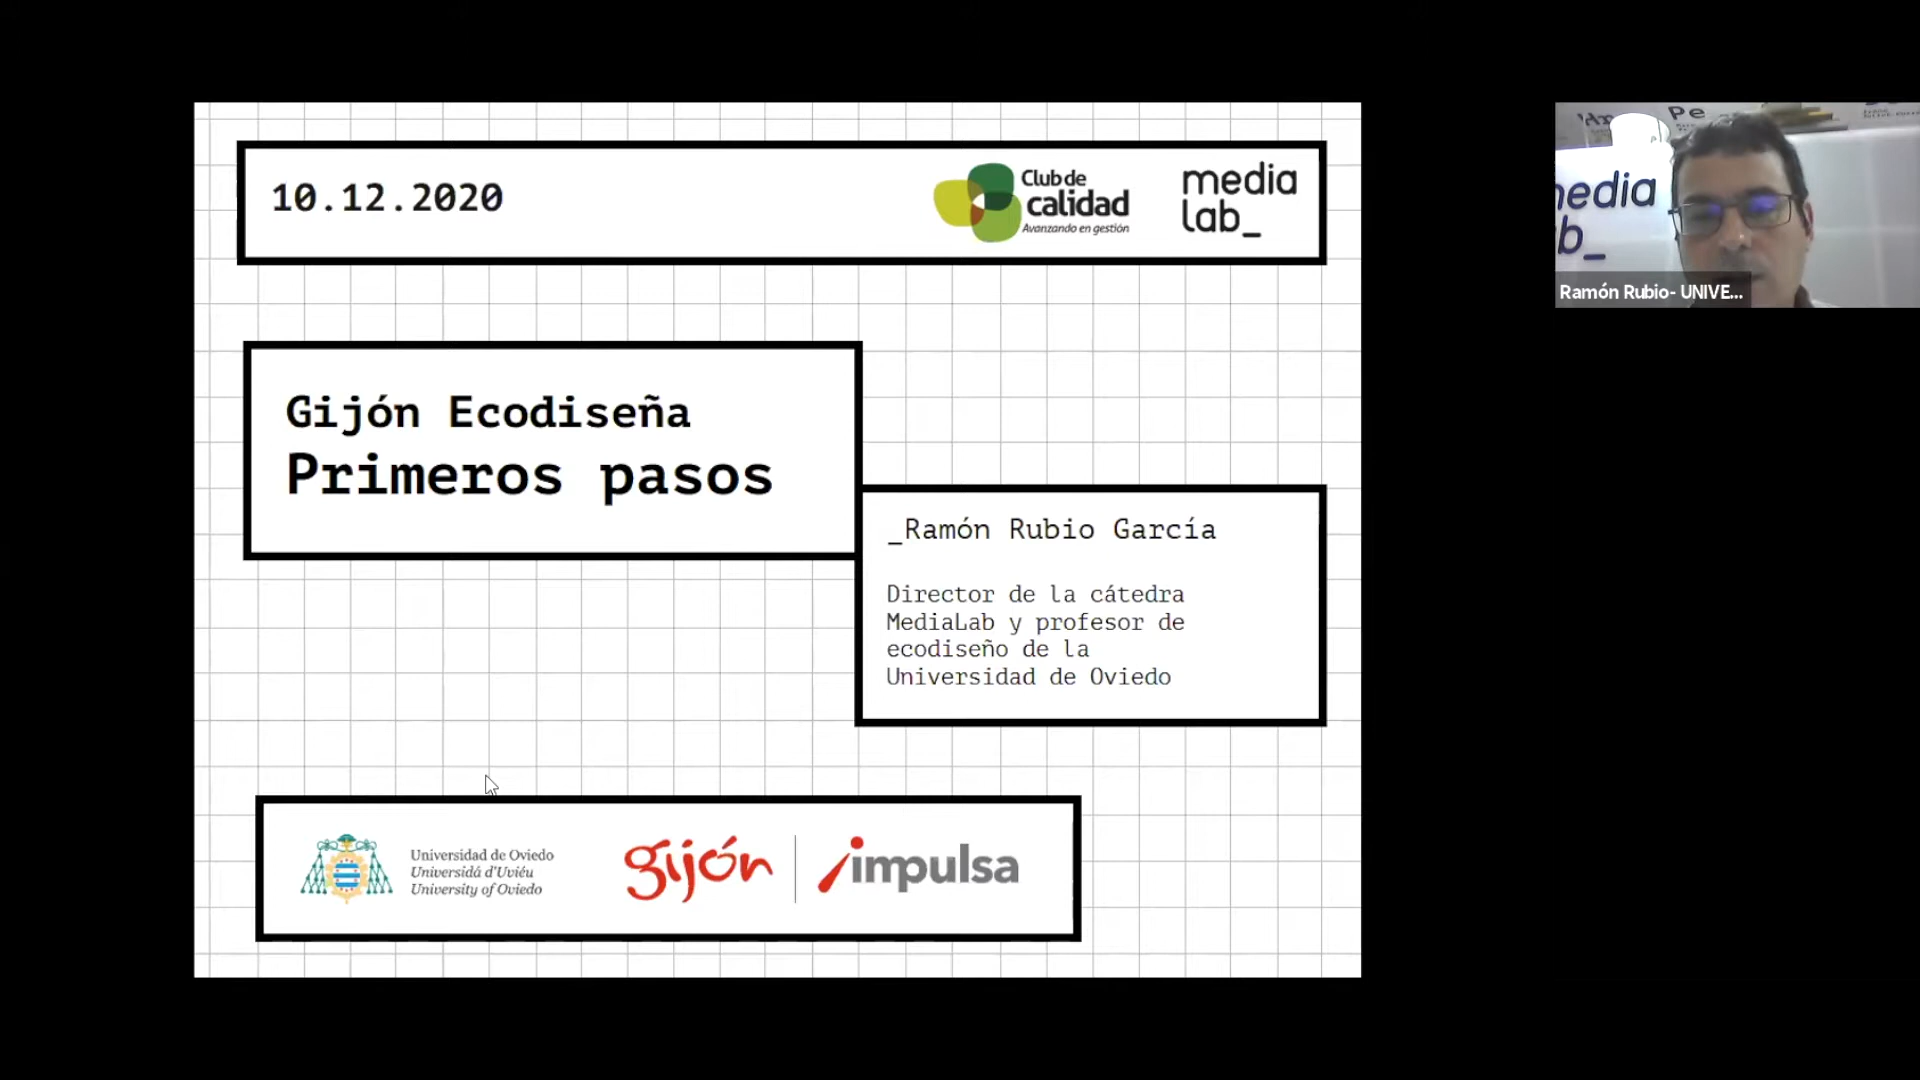 10.12.2020
Club de
calidad
Avanzando en gestión
media
lab_
Gijón Ecodiseña
Primeros pasos
_Ramón Rubio García
Director de la cátedra
MediaLab y profesor de
ecodiseño de la
Universidad de Oviedo
Universidad de Oviedo
Universidá d'Uviéu
University of Oviedo
gijón
impulsa
Pe
media
b_
Ramón Rubio- UNIVE...